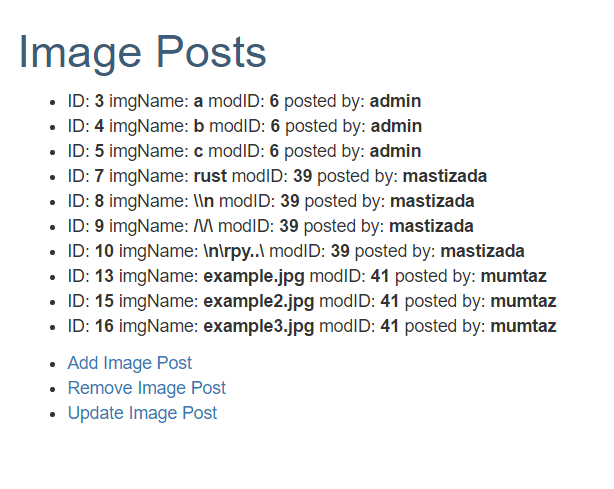 Image Posts
ID: 3 imgName: a modID: 6 posted by: admin
ID: 4 imgName: b modID: 6 posted by: admin
ID: 5 imgName: c modID: 6 posted by: admin
ID: 7 imgName: rust modID: 39 posted by: mastizada
ID: 8 imgName: \\n modID: 39 posted by: mastizada
ID: 9 imgName: /\/\ modID: 39 posted by: mastizada
ID: 10 imgName: \n\rpy..\ modID: 39 posted by: mastizada
ID: 13 imgName: example.jpg modID: 41 posted by: mumtaz
ID: 15 imgName: example2.jpg modID: 41 posted by: mumtaz
ID: 16 imgName: example3.jpg modID: 41 posted by: mumtaz
Add Image Post
Remove Image Post
Update Image Post